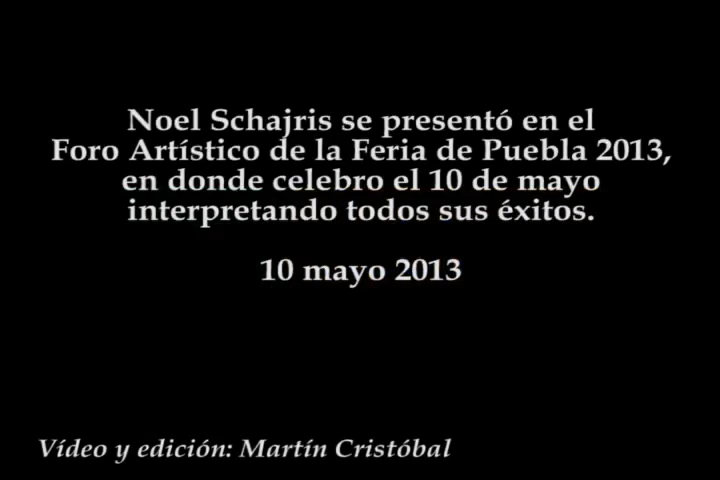 Noel Schajris se presentó en el
Foro Artístico de la Feria de Puebla 2013,
en donde celebro el 10 de mayo
interpretando todos sus éxitos.
10 mayo 2013
Vídeo y edición: Martín Cristóbal